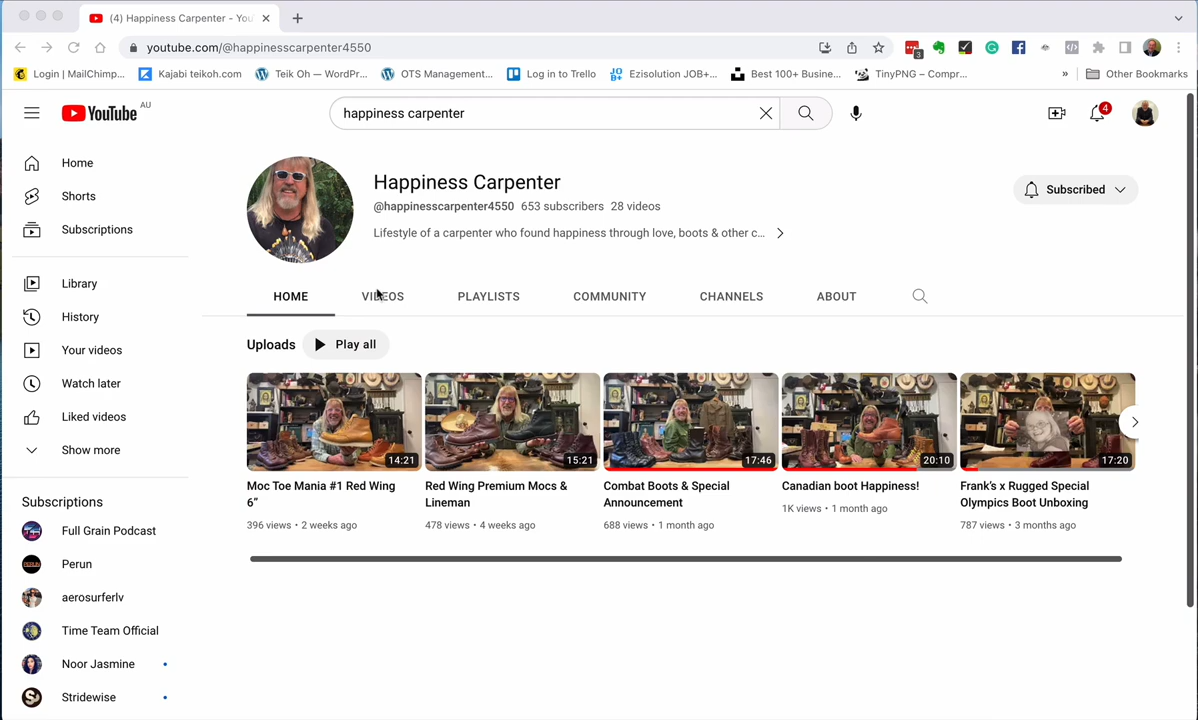 (4) Happiness Carpenter - You
youtube.com/@happinesscarpenter4550
3
Login | MailChimp...
Kajabi teikoh.com
Teik Oh — WordPr...
OTS Management...
Log in to Trello
JO
B+
Ezisolution JOB+...
Best 100+ Busine...
TinyPNG – Compr...
»
Other Bookmarks
YouTube AU
happiness carpenter
4
Home
Shorts
Subscriptions
Library
History
Your videos
Watch later
Liked videos
Show more
Subscriptions
Full Grain Podcast
Perun
aerosurferlv
Time Team Official
Noor Jasmine
Stridewise
Happiness Carpenter
@happinesscarpenter4550 653 subscribers 28 videos
Lifestyle of a carpenter who found happiness through love, boots & other c...
Subscribed
HOME
VIDEOS
PLAYLISTS
COMMUNITY
CHANNELS
ABOUT
Uploads
Play all
14:21
Moc Toe Mania #1 Red Wing
6”
396 views • 2 weeks ago
15:21
Red Wing Premium Mocs &
Lineman
478 views • 4 weeks ago
17:46
Combat Boots & Special
Announcement
688 views • 1 month ago
20:10
Canadian boot Happiness!
1K views • 1 month ago
17:20
Frank’s x Rugged Special
Olympics Boot Unboxing
787 views • 3 months ago